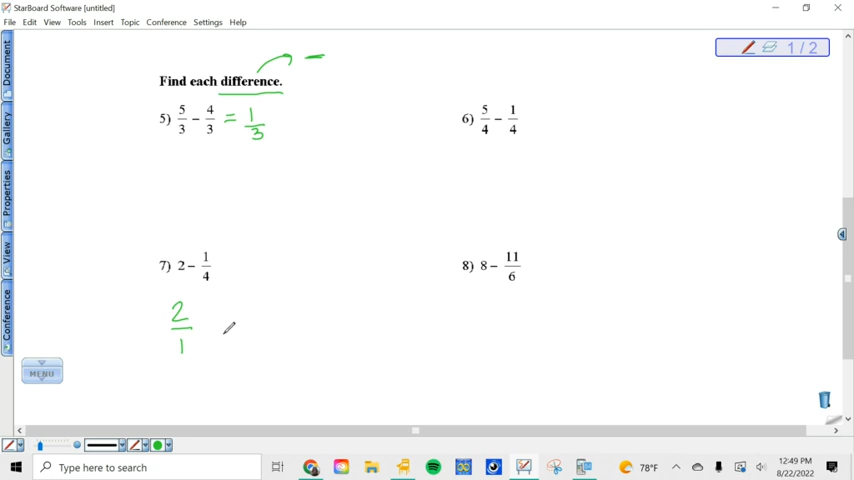 StarBoard Software [untitled]
File Edit View Tools Insert Topic Conference Settings Help
1 / 2
Document
Gallery
Properties
View
Conference
Find each difference. → −
5) 5/3 − 4/3 = 1/3
6) 5/4 − 1/4
7) 2 − 1/4
8) 8 − 11/6
2/1
MENU
Type here to search
78°F
12:49 PM
8/22/2022